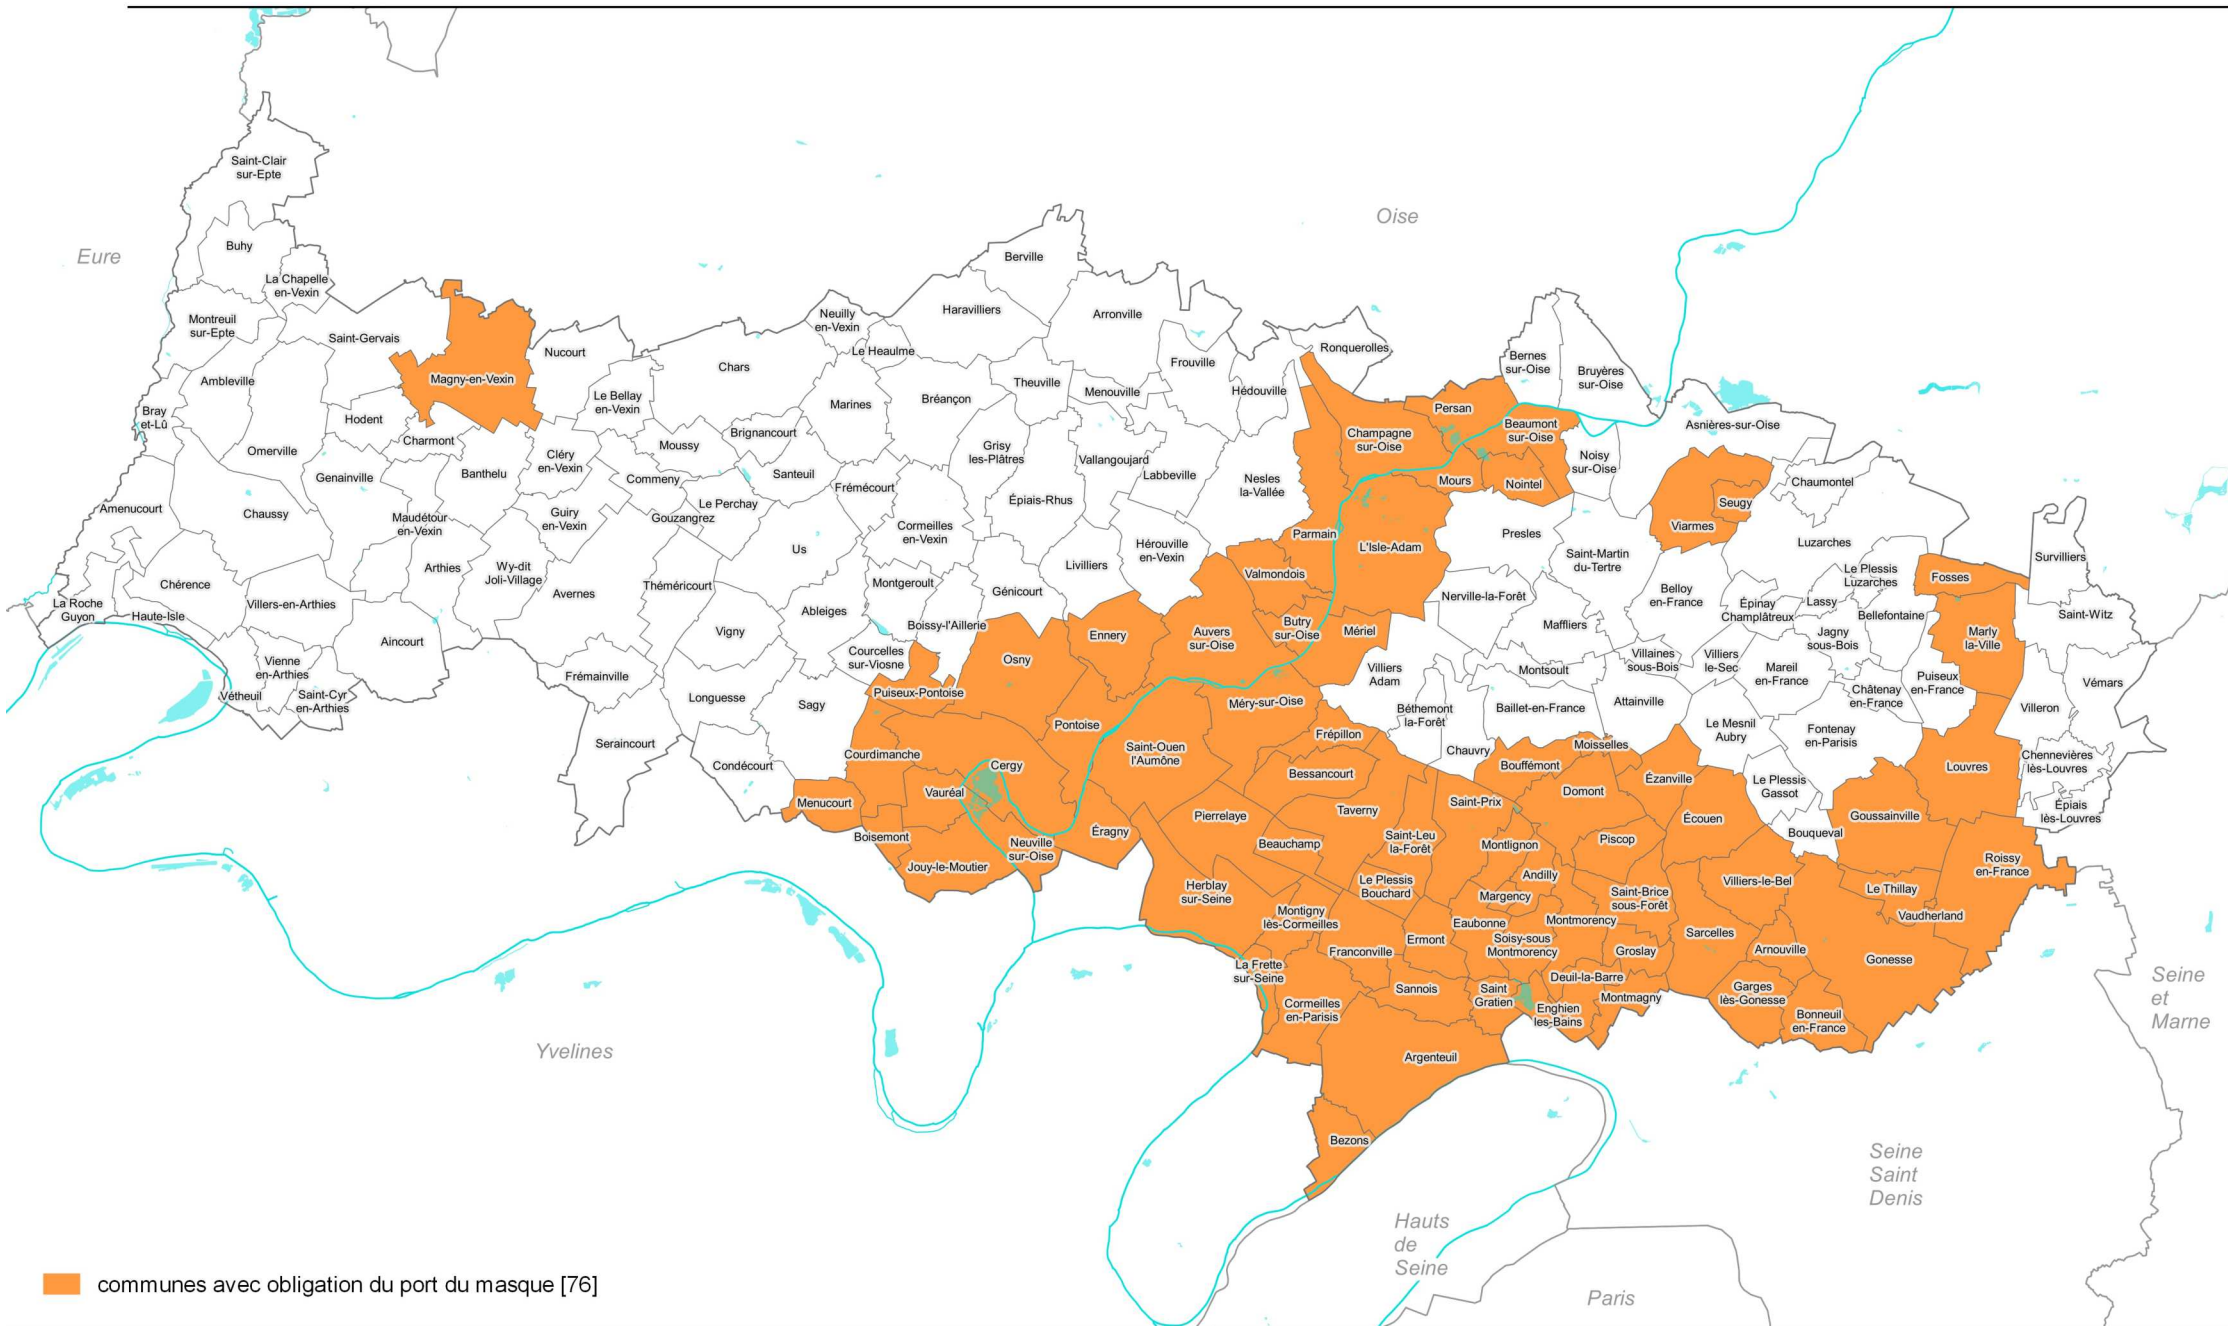 Oise
Eure
Saint-Clair
sur-Epte
Buhy
La Chapelle
en-Vexin
Montreuil
sur-Epte
Saint-Gervais
Magny-en-Vexin
Nucourt
Ambleville
Bray
et-Lû
Hodent
Charmont
Omerville
Genainville
Banthelu
Cléry
en-Vexin
Le Bellay
en-Vexin
Chars
Neuilly
en-Vexin
Le Heaulme
Haravilliers
Berville
Arronville
Theuville
Menouville
Frouville
Hédouville
Ronquerolles
Marines
Bréançon
Moussy
Brignancourt
Santeuil
Commeny
Le Perchay
Gouzangrez
Guiry
en-Vexin
Frémécourt
Grisy
les-Plâtres
Vallangoujard
Labbeville
Nesles
la-Vallée
Épiais-Rhus
Cormeilles
en-Vexin
Amenucourt
Chaussy
Maudétour
en-Vexin
Arthies
Wy-dit
Joli-Village
Avernes
Théméricourt
Us
Hérouville
en-Vexin
Livilliers
Génicourt
Montgeroult
Ableiges
Boissy-l'Aillerie
Chérence
La Roche
Guyon
Haute-Isle
Villers-en-Arthies
Aincourt
Vienne
en-Arthies
Vétheuil
Saint-Cyr
en-Arthies
Vigny
Courcelles
sur-Viosne
Frémainville
Longuesse
Sagy
Seraincourt
Condécourt
Champagne
sur-Oise
Persan
Bernes
sur-Oise
Bruyères
sur-Oise
Beaumont
sur-Oise
Noisy
sur-Oise
Asnières-sur-Oise
Mours
Nointel
Seugy
Viarmes
Chaumontel
Luzarches
Parmain
L'Isle-Adam
Presles
Saint-Martin
du-Tertre
Valmondois
Nerville-la-Forêt
Belloy
en-France
Épinay
Champlâtreux
Le Plessis
Luzarches
Lassy
Bellefontaine
Fosses
Survilliers
Saint-Witz
Marly
la-Ville
Ennery
Auvers
sur-Oise
Butry
sur-Oise
Mériel
Maffliers
Jagny
sous-Bois
Osny
Villiers
Adam
Montsoult
Villaines
sous-Bois
Villiers
le-Sec
Mareil
en-France
Châtenay
en-France
Puiseux
en-France
Vémars
Villeron
Puiseux-Pontoise
Pontoise
Méry-sur-Oise
Béthemont
la-Forêt
Baillet-en-France
Attainville
Le Mesnil
Aubry
Fontenay
en-Parisis
Frépillon
Saint-Ouen
l'Aumône
Chauvry
Moisselles
Courdimanche
Cergy
Bessancourt
Bouffémont
Ézanville
Le Plessis
Gassot
Louvres
Chennevières
lès-Louvres
Épiais
lès-Louvres
Vauréal
Menucourt
Boisemont
Jouy-le-Moutier
Neuville
sur-Oise
Éragny
Pierrelaye
Taverny
Saint-Prix
Domont
Écouen
Goussainville
Bouqueval
Beauchamp
Saint-Leu
la-Forêt
Montlignon
Piscop
Roissy
en-France
Andilly
Herblay
sur-Seine
Le Plessis
Bouchard
Margency
Saint-Brice
sous-Forêt
Villiers-le-Bel
Le Thillay
Vaudherland
Montigny
lès-Cormeilles
Eaubonne
Montmorency
Ermont
Soisy-sous
Montmorency
Groslay
Sarcelles
Arnouville
Gonesse
Franconville
La Frette
sur-Seine
Sannois
Saint
Gratien
Deuil-la-Barre
Montmagny
Garges
lès-Gonesse
Cormeilles
en-Parisis
Enghien
les-Bains
Bonneuil
en-France
Argenteuil
Bezons
Yvelines
Seine
et
Marne
Seine
Saint
Denis
Hauts
de
Seine
Paris
communes avec obligation du port du masque [76]